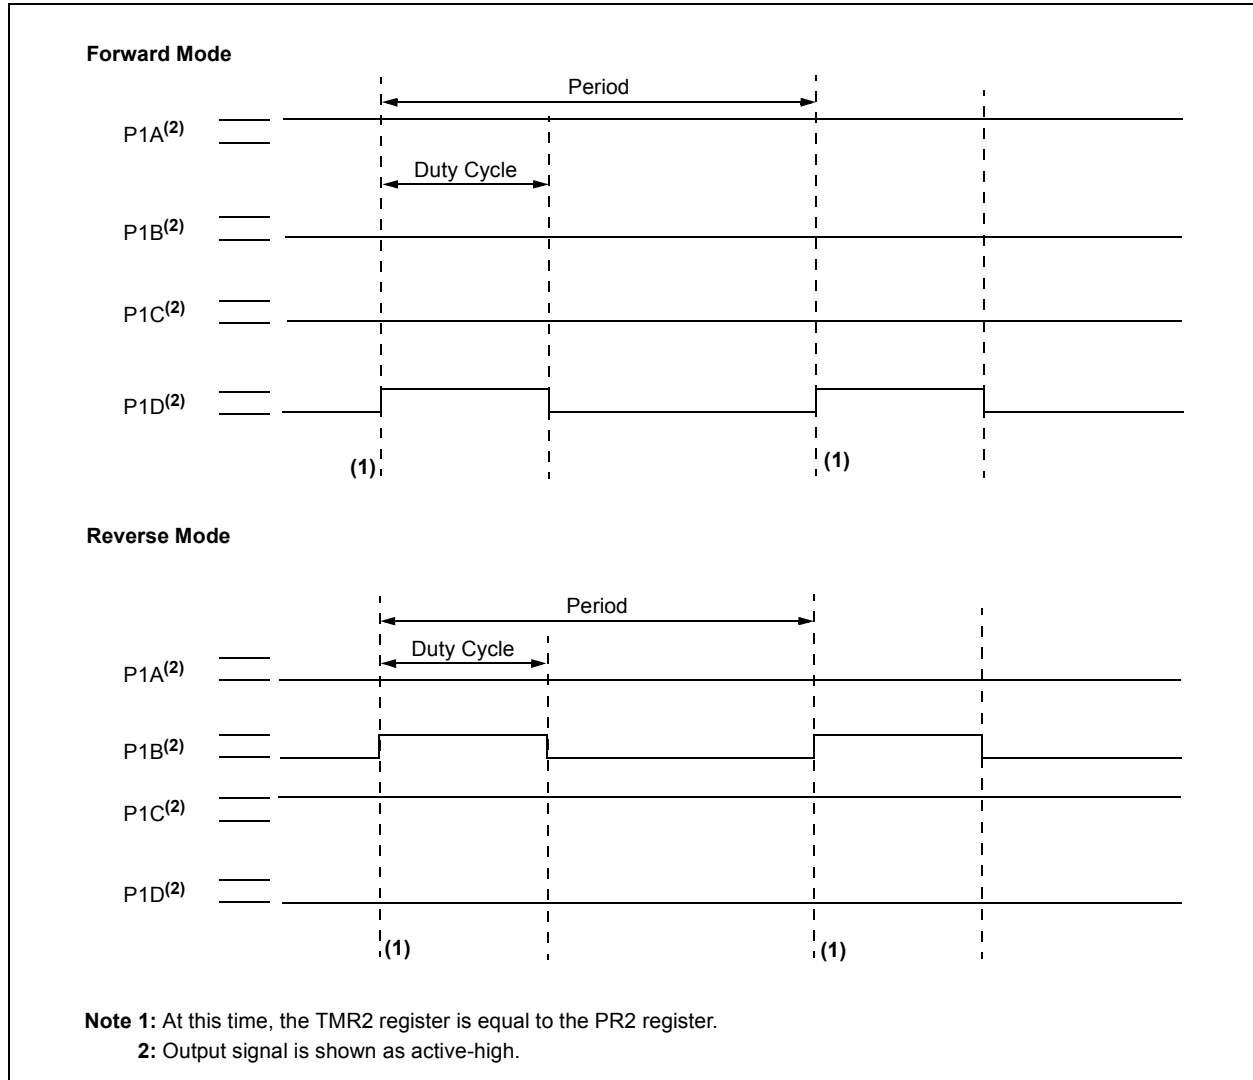 Forward Mode
Period
P1A(2)
Duty Cycle
P1B(2)
P1C(2)
P1D(2)
(1)
(1)
Reverse Mode
Period
Duty Cycle
P1A(2)
P1B(2)
P1C(2)
P1D(2)
(1)
(1)
Note 1: At this time, the TMR2 register is equal to the PR2 register.
2: Output signal is shown as active-high.